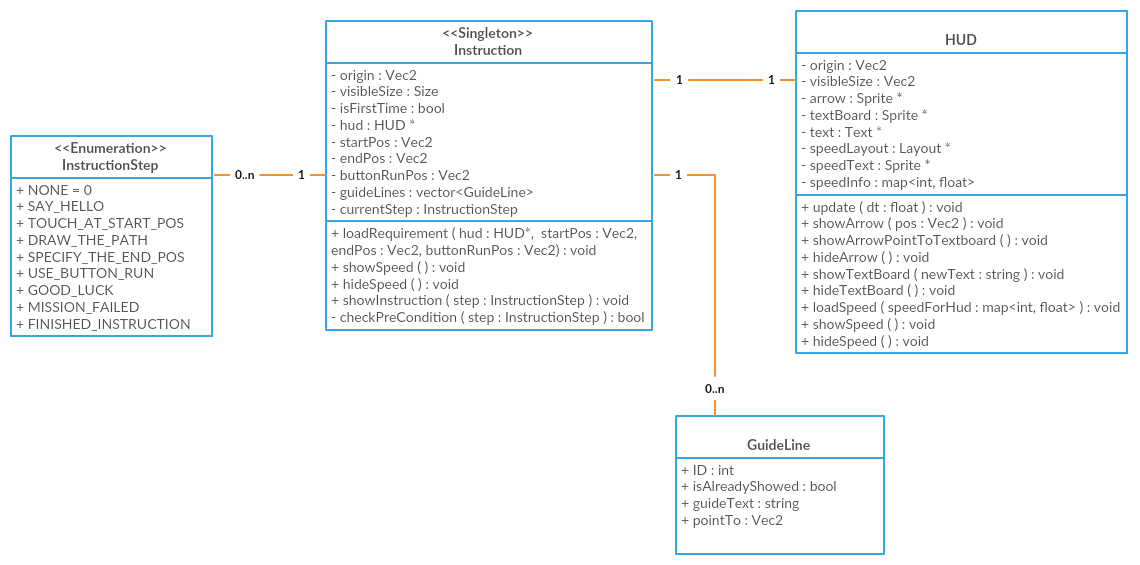 <<Enumeration>>
InstructionStep
+ NONE = 0
+ SAY_HELLO
+ TOUCH_AT_START_POS
+ DRAW_THE_PATH
+ SPECIFY_THE_END_POS
+ USE_BUTTON_RUN
+ GOOD_LUCK
+ MISSION_FAILED
+ FINISHED_INSTRUCTION
0..n
1
<<Singleton>>
Instruction
- origin : Vec2
- visibleSize : Size
- isFirstTime : bool
- hud : HUD *
- startPos : Vec2
- endPos : Vec2
- buttonRunPos : Vec2
- guideLines : vector<GuideLine>
- currentStep : InstructionStep
+ loadRequirement ( hud : HUD*, startPos : Vec2,
endPos : Vec2, buttonRunPos : Vec2) : void
+ showSpeed ( ) : void
+ hideSpeed ( ) : void
+ showInstruction ( step : InstructionStep ) : void
- checkPreCondition ( step : InstructionStep ) : bool
1
1
HUD
- origin : Vec2
- visibleSize : Vec2
- arrow : Sprite *
- textBoard : Sprite *
- text : Text *
- speedLayout : Layout *
- speedText : Sprite *
- speedInfo : map<int, float>
+ update ( dt : float ) : void
+ showArrow ( pos : Vec2 ) : void
+ showArrowPointToTextboard ( ) : void
+ hideArrow ( ) : void
+ showTextBoard ( newText : string ) : void
+ hideTextBoard ( ) : void
+ loadSpeed ( speedForHud : map<int, float> ) : void
+ showSpeed ( ) : void
+ hideSpeed ( ) : void
1
0..n
GuideLine
+ ID : int
+ isAlreadyShowed : bool
+ guideText : string
+ pointTo : Vec2